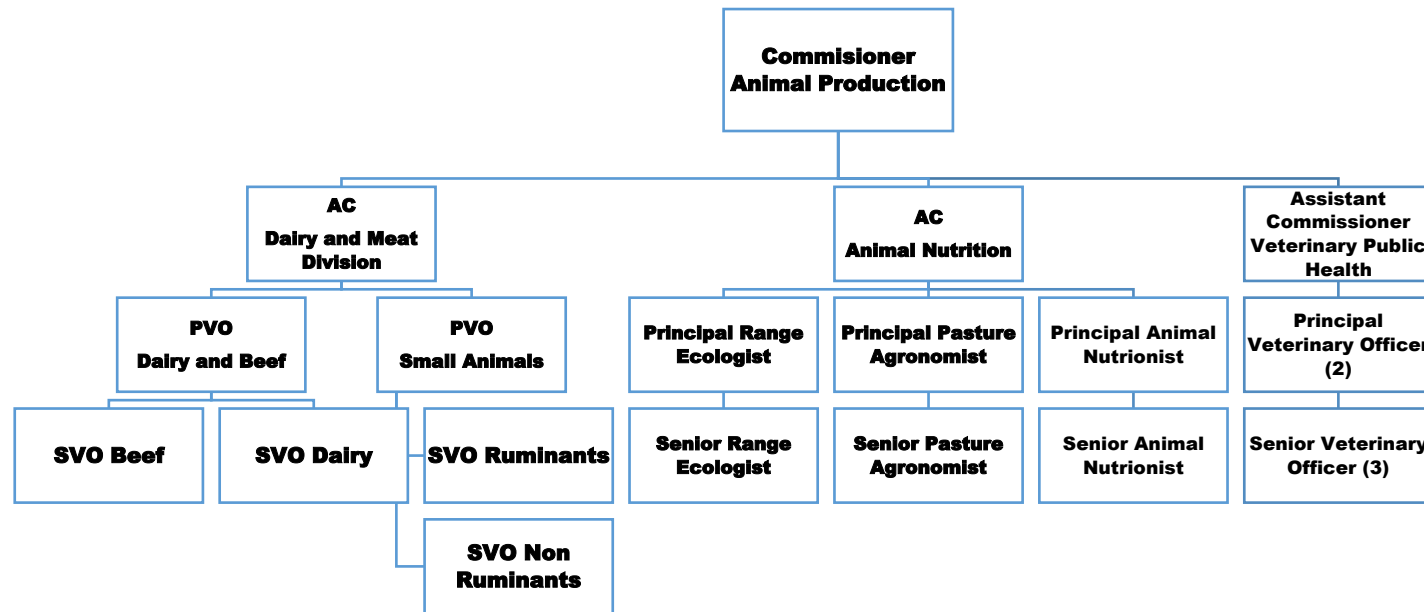 Commisioner
Animal Production
AC
Dairy and Meat
Division
AC
Animal Nutrition
Assistant
Commissioner
Veterinary Public
Health
PVO
Dairy and Beef
PVO
Small Animals
Principal Range
Ecologist
Principal Pasture
Agronomist
Principal Animal
Nutrionist
Principal
Veterinary Officer
(2)
SVO Beef
SVO Dairy
SVO Ruminants
Senior Range
Ecologist
Senior Pasture
Agronomist
Senior Animal
Nutrionist
Senior Veterinary
Officer (3)
SVO Non
Ruminants